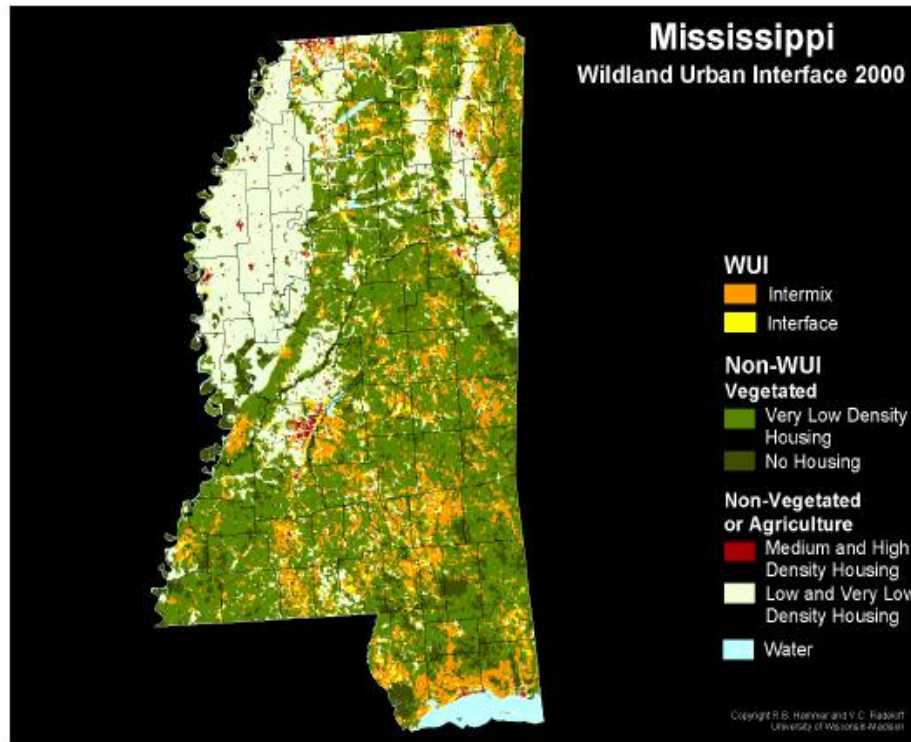 Mississippi
Wildland Urban Interface 2000
WUI
Intermix
Interface
Non-WUI
Vegetated
Very Low Density
Housing
No Housing
Non-Vegetated
or Agriculture
Medium and High
Density Housing
Low and Very Low
Density Housing
Water
Copyright R.B. Hammer and V.C. Radeloff
University of Wisconsin-Madison